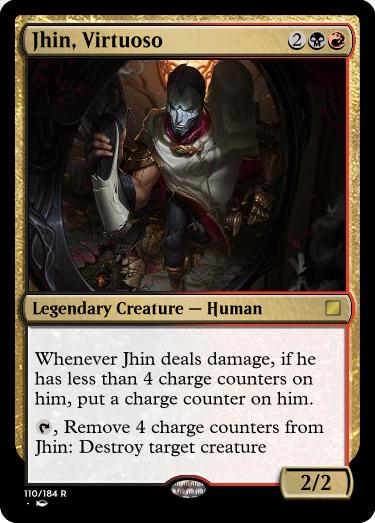 Jhin, Virtuoso 2
Legendary Creature — Human
Whenever Jhin deals damage, if he
has less than 4 charge counters on
him, put a charge counter on him.
, Remove 4 charge counters from
Jhin: Destroy target creature
2/2
110/184 R